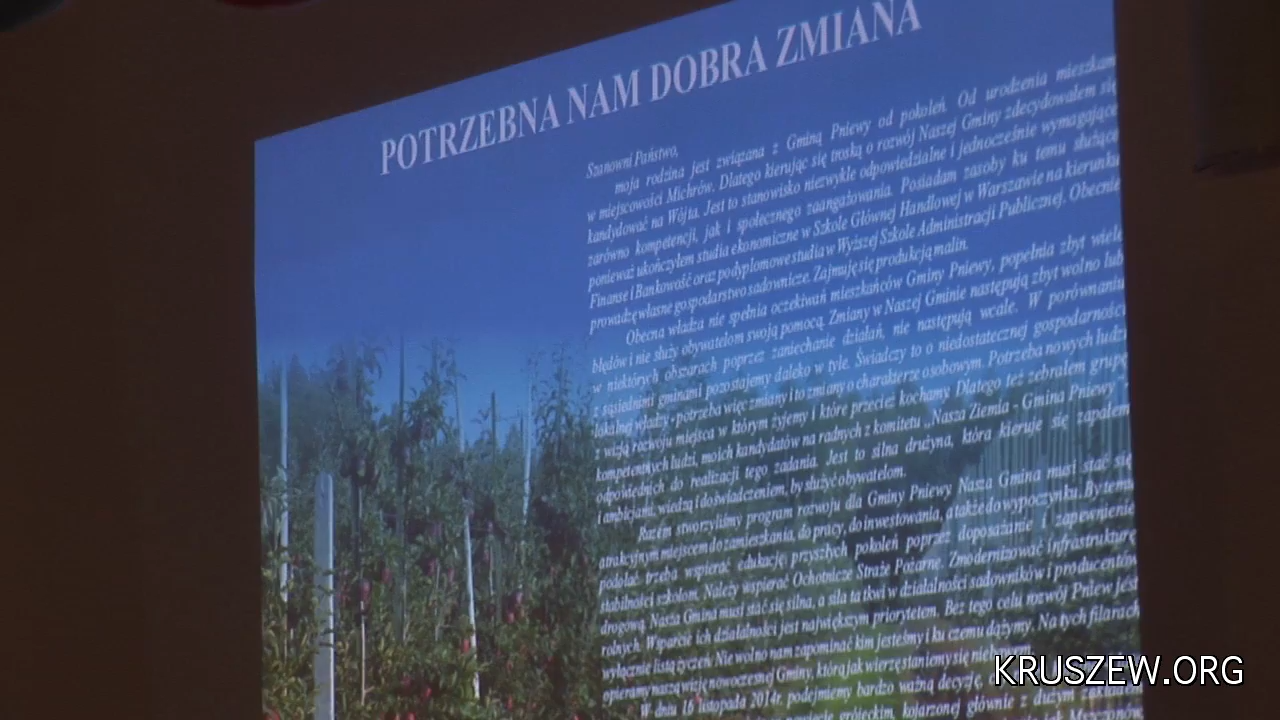 POTRZEBNA NAM DOBRA ZMIANA
Szanowni Państwo,
moja rodzina jest związana z Gminą Pniewy od pokoleń. Od urodzenia mieszkam
w miejscowości Michrów. Dlatego kierując się troską o rozwój Naszej Gminy zdecydowałem się
kandydować na Wójta. Jest to stanowisko niezwykle odpowiedzialne i jednocześnie wymagające
zarówno kompetencji, jak i społecznego zaangażowania. Posiadam zasoby ku temu służące
ponieważ ukończyłem studia ekonomiczne w Szkole Głównej Handlowej w Warszawie na kierunku
Finanse i Bankowość oraz podyplomowe studia w Wyższej Szkole Administracji Publicznej. Obecnie
prowadzę własne gospodarstwo sadownicze. Zajmuję się produkcją malin.
Obecna władza nie spełnia oczekiwań mieszkańców Gminy Pniewy, popełnia zbyt wiele
błędów i nie służy obywatelom swoją pomocą. Zmiany w Naszej Gminie następują zbyt wolno lub
w niektórych obszarach poprzez zaniechanie działań, nie następują wcale. W porównaniu
z sąsiednimi gminami pozostajemy daleko w tyle. Świadczy to o niedostatecznej gospodarności
lokalnej władzy - potrzeba więc zmiany i to zmiany o charakterze osobowym. Potrzeba nowych ludzi
z wizją rozwoju miejsca w którym żyjemy i które przecież kochamy. Dlatego też zebrałem grupę
kompetentnych ludzi, moich kandydatów na radnych z komitetu „Nasza Ziemia - Gmina Pniewy" -
odpowiednich do realizacji tego zadania. Jest to silna drużyna, która kieruje się zapałem
i ambicjami, wiedzą i doświadczeniem, by służyć obywatelom.
Razem stworzyliśmy program rozwoju dla Gminy Pniewy. Nasza Gmina musi stać się
atrakcyjnym miejscem do zamieszkania, do pracy, do inwestowania, a także do wypoczynku. By temu
podołać trzeba wspierać edukację przyszłych pokoleń poprzez doposażanie i zapewnienie
stabilności szkołom. Należy wspierać Ochotnicze Straże Pożarne. Zmodernizować infrastrukturę
drogową. Nasza Gmina musi stać się silna, a siła ta tkwi w działalności sadowników i producentów
rolnych. Wsparcie ich działalności jest największym priorytetem. Bez tego celu rozwój Pniew jest
wyłącznie listą życzeń. Nie wolno nam zapominać kim jesteśmy i ku czemu dążymy. Na tych filarach
opieramy naszą wizję nowoczesnej Gminy, którą jak wierzę staniemy się niebawem.
W dniu 16 listopada 2014r. podejmiemy bardzo ważną decyzję,
powiecie grójeckim, kojarzonej głównie z dużym zakładem
KRUSZEW.ORG